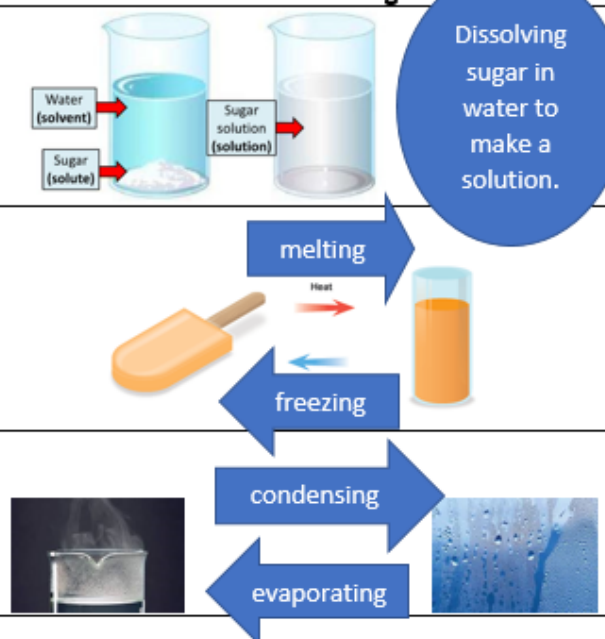 Dissolving
sugar in
water to
make a
solution.
Water
(solvent)
Sugar
(solute)
Sugar
solution
(solution)
melting
Heat
freezing
condensing
evaporating